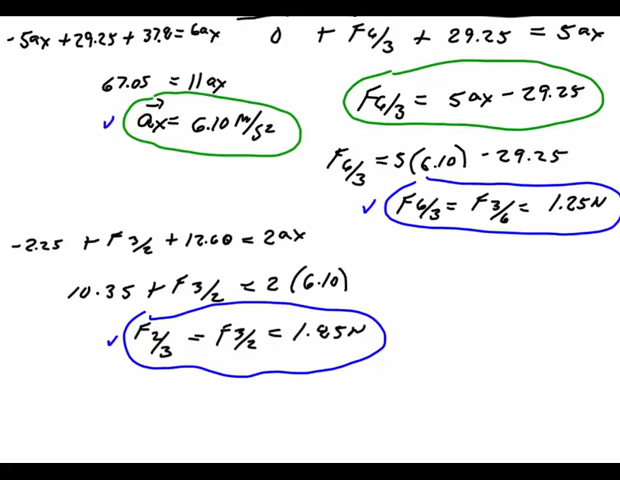 -5ax + 29.25 + 37.8 = 6ax
67.05 = 11ax
✓ ax = 6.10 m/s²
0 + F6/3 + 29.25 = 5ax
F6/3 = 5ax - 29.25
F6/3 = 5(6.10) - 29.25
✓ F6/3 = F3/6 = 1.25N
-2.25 + F3/2 + 12.60 = 2ax
10.35 + F3/2 = 2(6.10)
✓ F2/3 = F3/2 = 1.85N